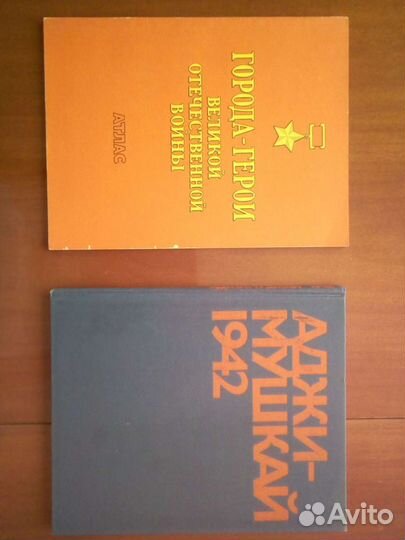 ГОРОДА-ГЕРОИ
ВЕЛИКОЙ
ОТЕЧЕСТВЕННОЙ
ВОЙНЫ
АТЛАС
АДЖИ-
МУШКАЙ
1942
Avito